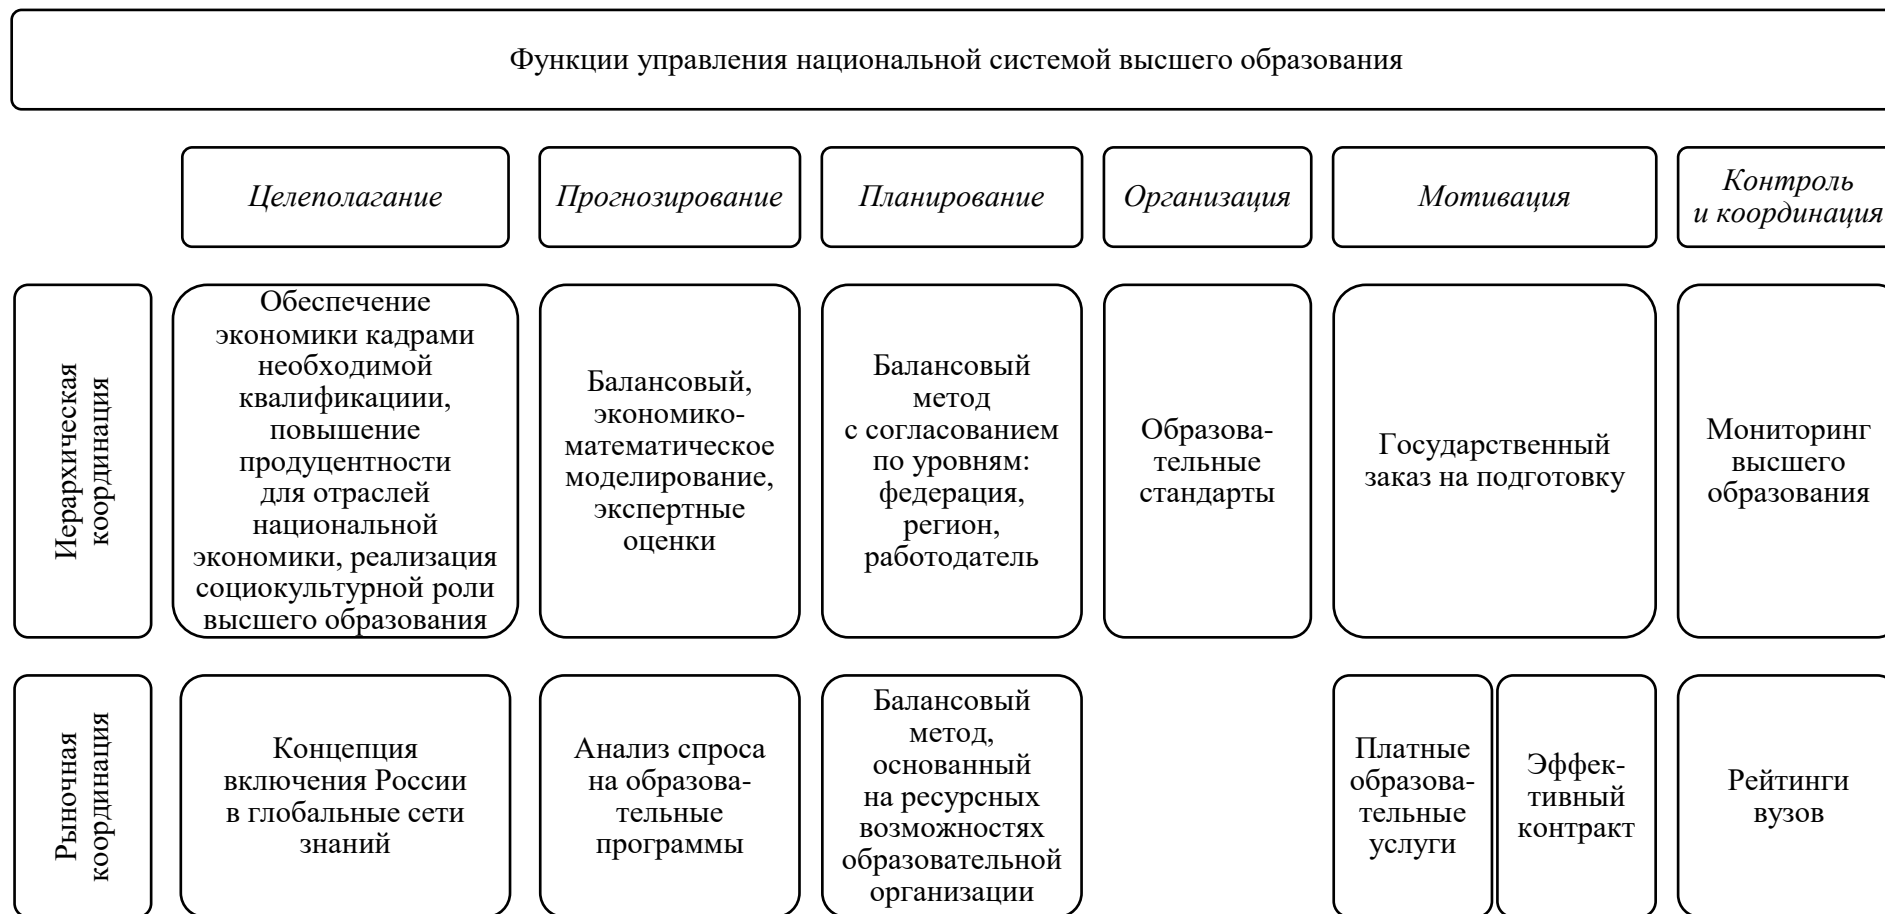 Функции управления национальной системой высшего образования
Целеполагание
Прогнозирование
Планирование
Организация
Мотивация
Контроль
и координация
Иерархическая
координация
Обеспечение
экономики кадрами
необходимой
квалификациии,
повышение
продуцентности
для отраслей
национальной
экономики, реализация
социокультурной роли
высшего образования
Балансовый,
экономико-
математическое
моделирование,
экспертные
оценки
Балансовый
метод
с согласованием
по уровням:
федерация,
регион,
работодатель
Образова-
тельные
стандарты
Государственный
заказ на подготовку
Мониторинг
высшего
образования
Рыночная
координация
Концепция
включения России
в глобальные сети
знаний
Анализ спроса
на образова-
тельные
программы
Балансовый
метод,
основанный
на ресурсных
возможностях
образовательной
организации
Платные
образова-
тельные
услуги
Эффек-
тивный
контракт
Рейтинги
вузов